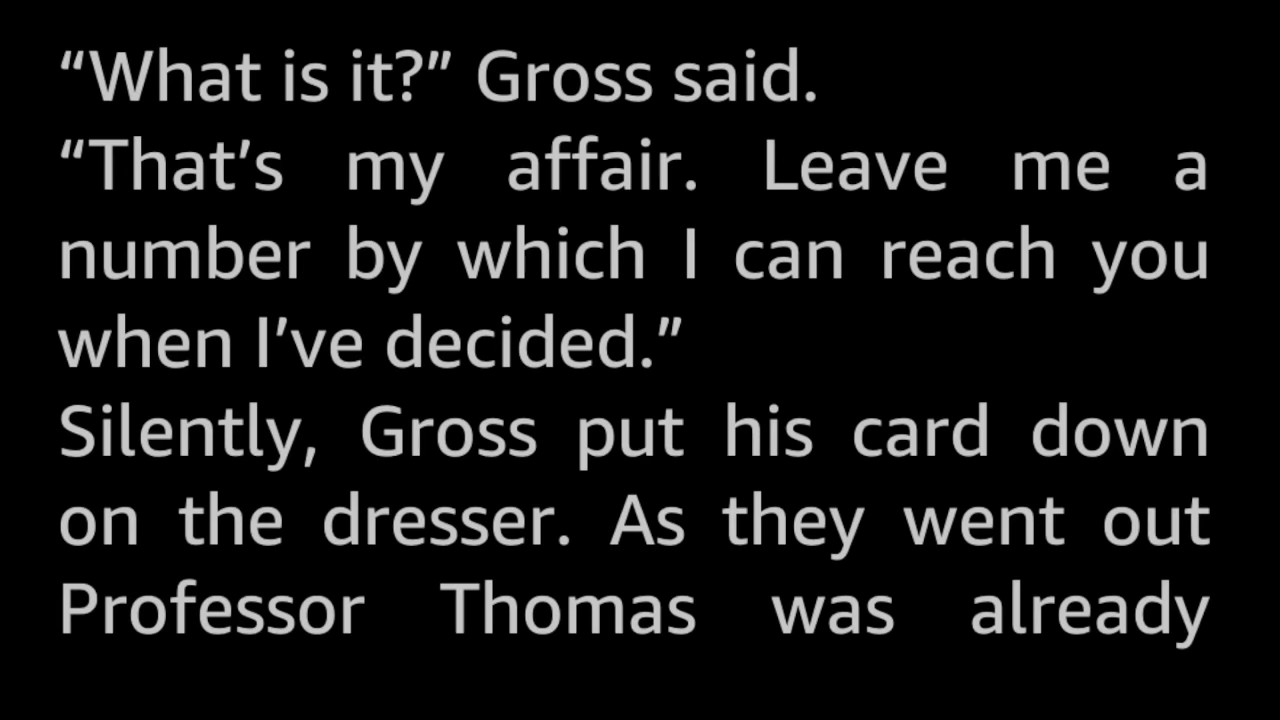 “What is it?” Gross said.
“That’s my affair. Leave me a
number by which I can reach you
when I’ve decided.”
Silently, Gross put his card down
on the dresser. As they went out
Professor Thomas was already